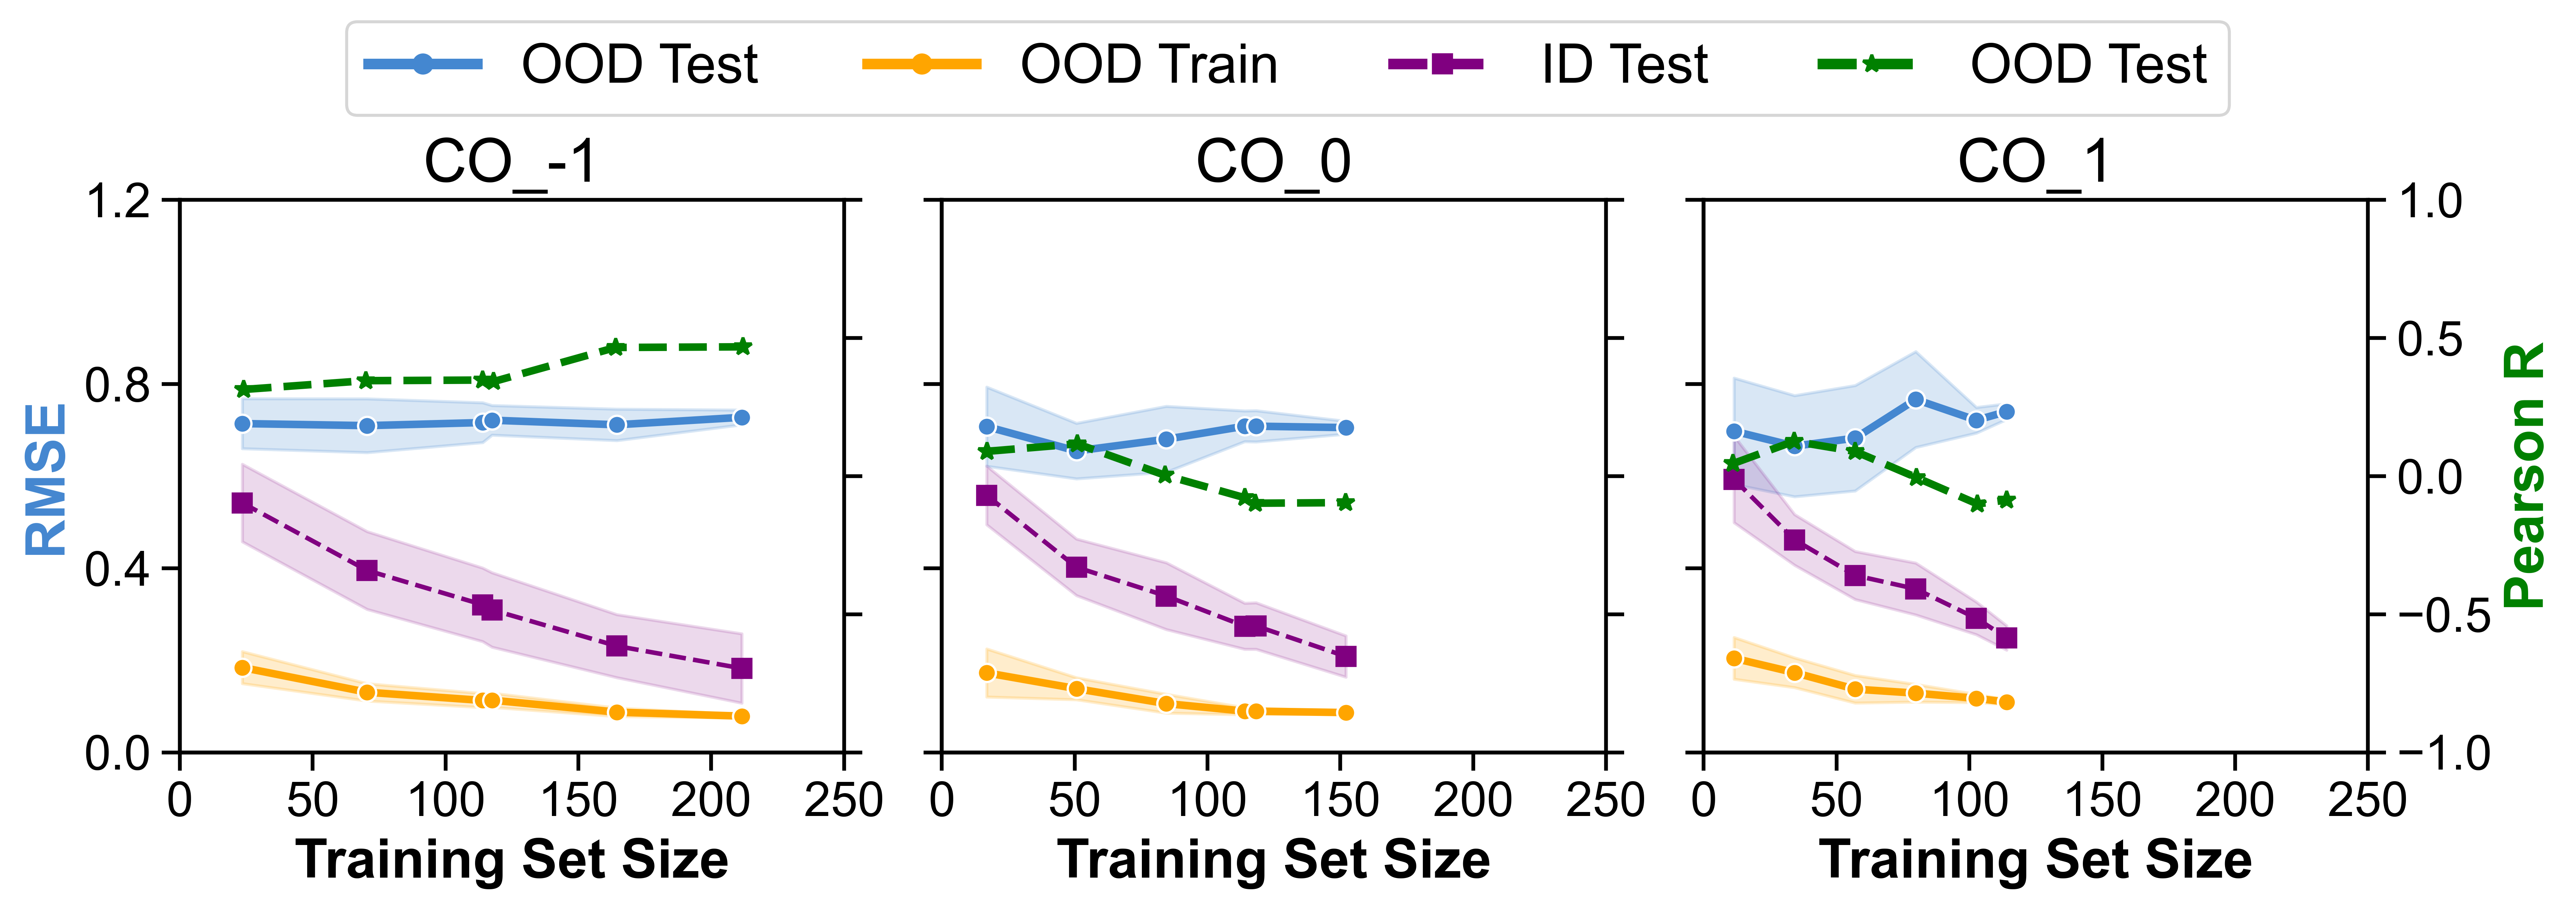 OOD Test OOD Train ID Test OOD Test
CO_-1 CO_0 CO_1
1.2 1.0
0.5
0.8
RMSE 0.0 Pearson R
0.4
−0.5
0.0 −1.0
0 50 100 150 200 250 0 50 100 150 200 250 0 50 100 150 200 250
Training Set Size Training Set Size Training Set Size